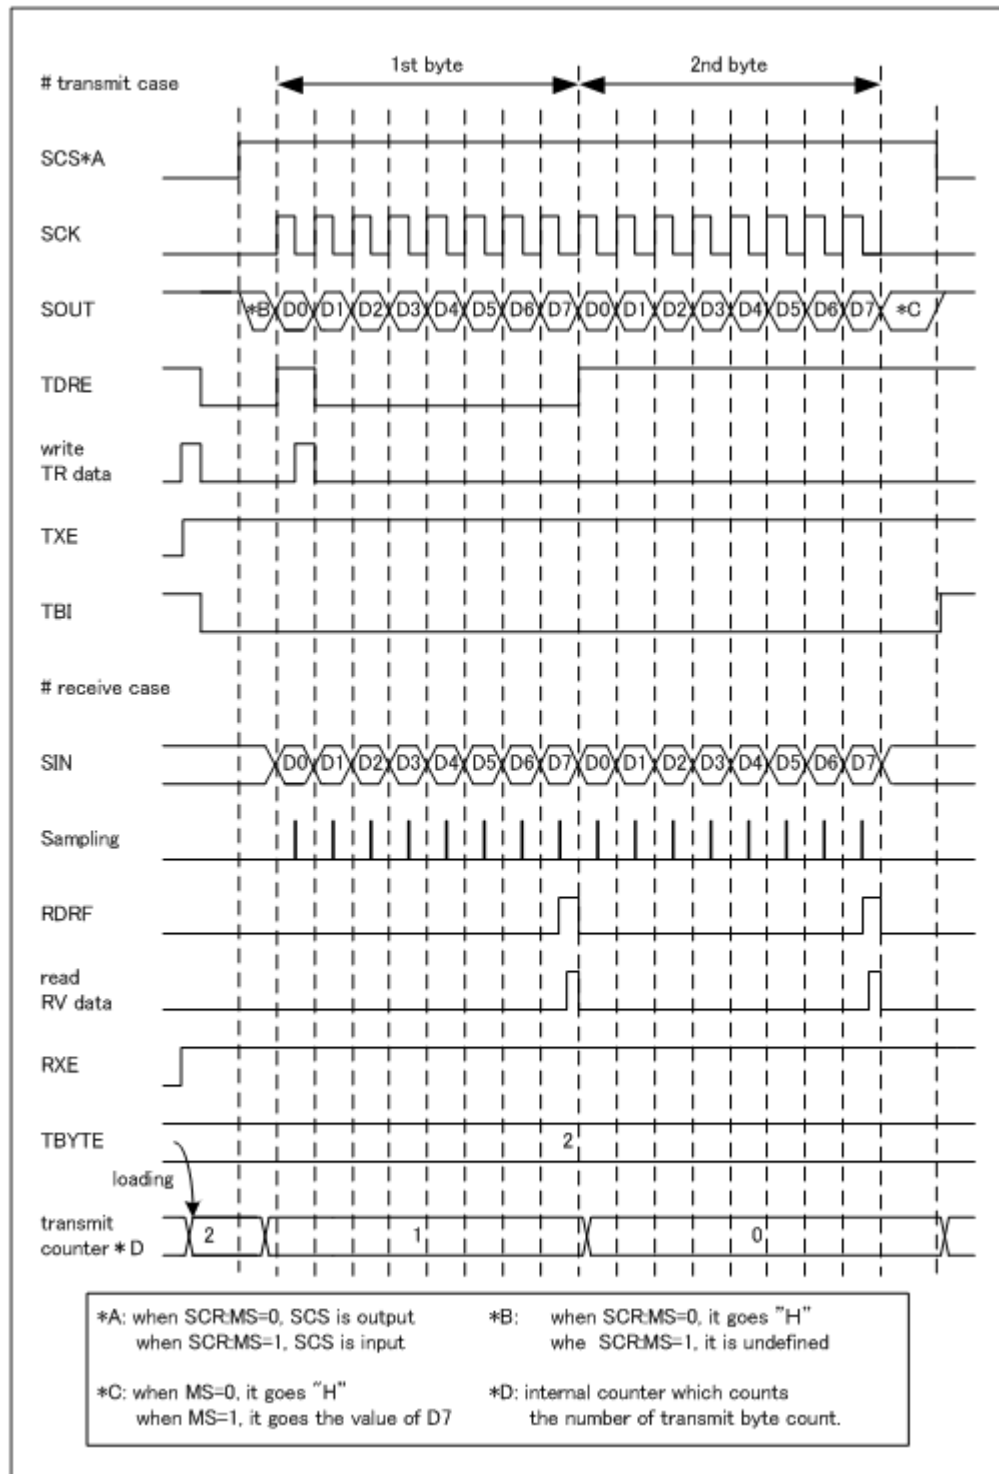 1st byte 2nd byte
# transmit case
SCS*A
SCK
SOUT *B D0 D1 D2 D3 D4 D5 D6 D7 D0 D1 D2 D3 D4 D5 D6 D7 *C
TDRE
write
TR data
TXE
TBI
# receive case
SIN D0 D1 D2 D3 D4 D5 D6 D7 D0 D1 D2 D3 D4 D5 D6 D7
Sampling
RDRF
read
RV data
RXE
TBYTE 2
loading
transmit
counter *D 2 1 0
*A: when SCR:MS=0, SCS is output
when SCR:MS=1, SCS is input
*B: when SCR:MS=0, it goes "H"
whe SCR:MS=1, it is undefined
*C: when MS=0, it goes "H"
when MS=1, it goes the value of D7
*D: internal counter which counts
the number of transmit byte count.